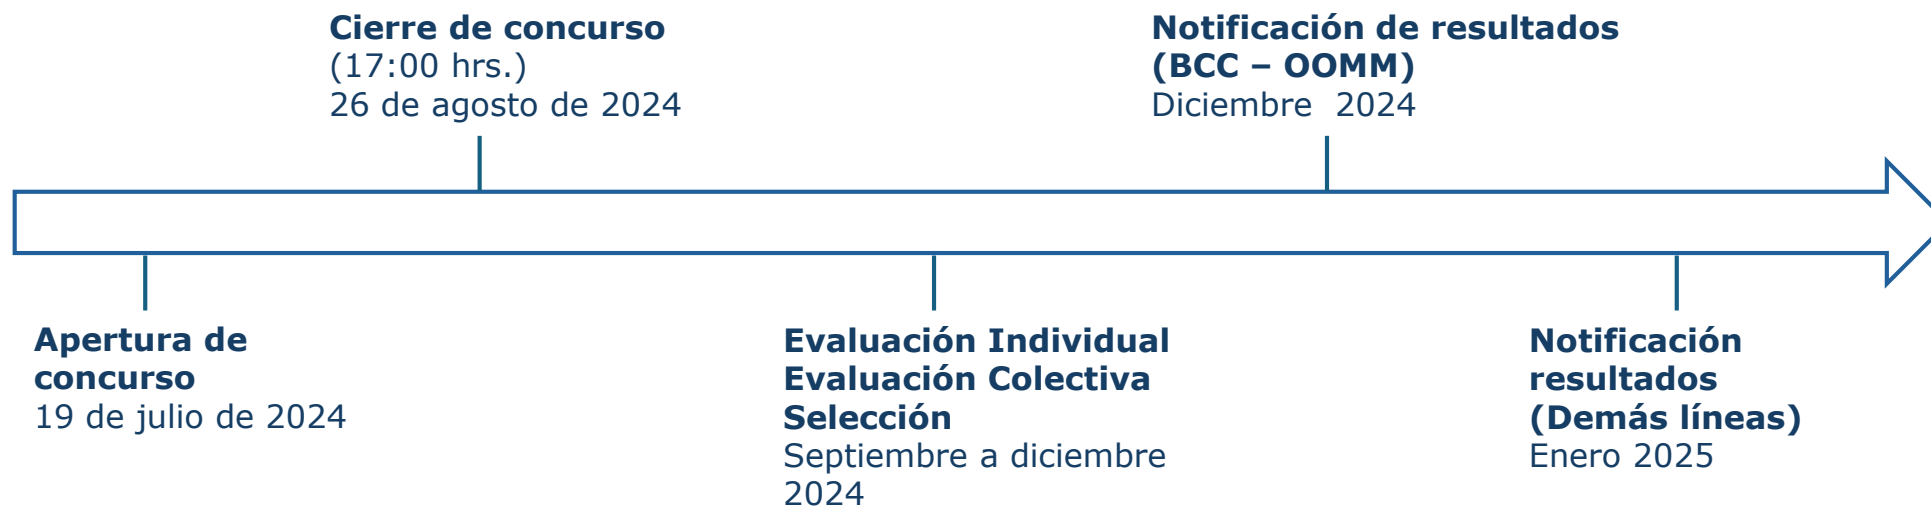 Cierre de concurso
(17:00 hrs.)
26 de agosto de 2024
Notificación de resultados
(BCC – OOMM)
Diciembre  2024
Apertura de
concurso
19 de julio de 2024
Evaluación Individual
Evaluación Colectiva
Selección
Septiembre a diciembre
2024
Notificación
resultados
(Demás líneas)
Enero 2025